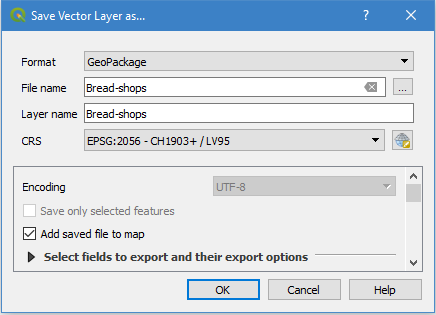 Save Vector Layer as...
Format GeoPackage
File name Bread-shops ...
Layer name Bread-shops
CRS EPSG:2056 - CH1903+ / LV95
Encoding UTF-8
Save only selected features
Add saved file to map
Select fields to export and their export options
OK Cancel Help